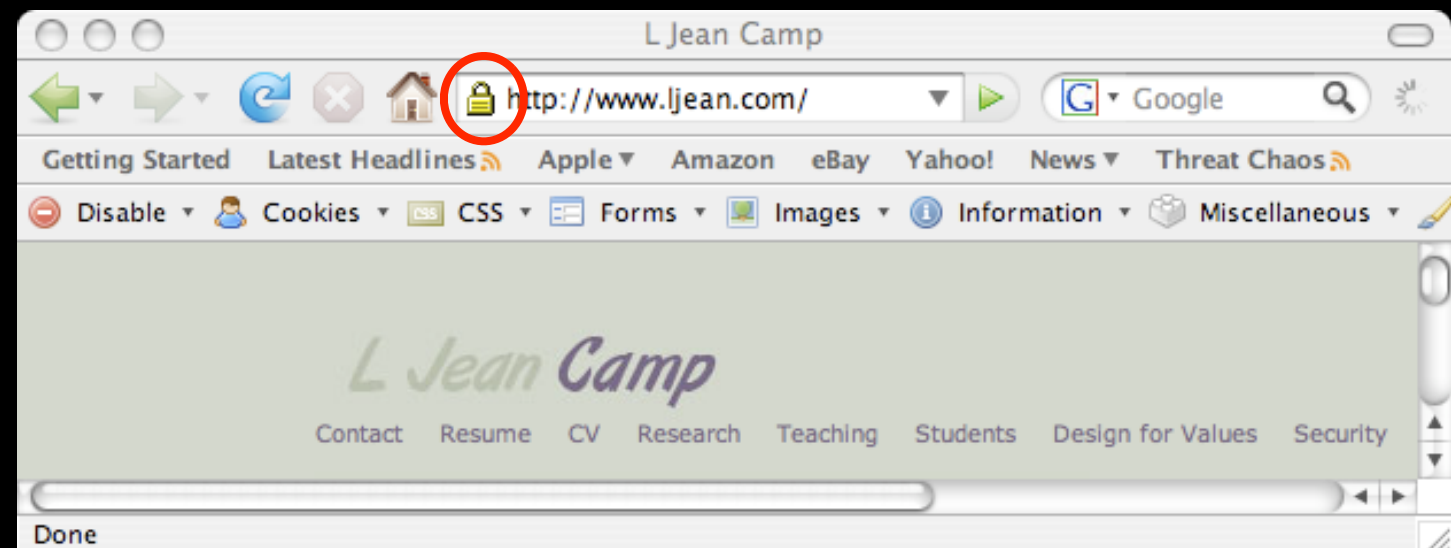 L Jean Camp
http://www.ljean.com/ G Google
Getting Started Latest Headlines Apple Amazon eBay Yahoo! News Threat Chaos
Disable Cookies CSS CSS Forms Images Information Miscellaneous
L Jean Camp
Contact Resume CV Research Teaching Students Design for Values Security
Done